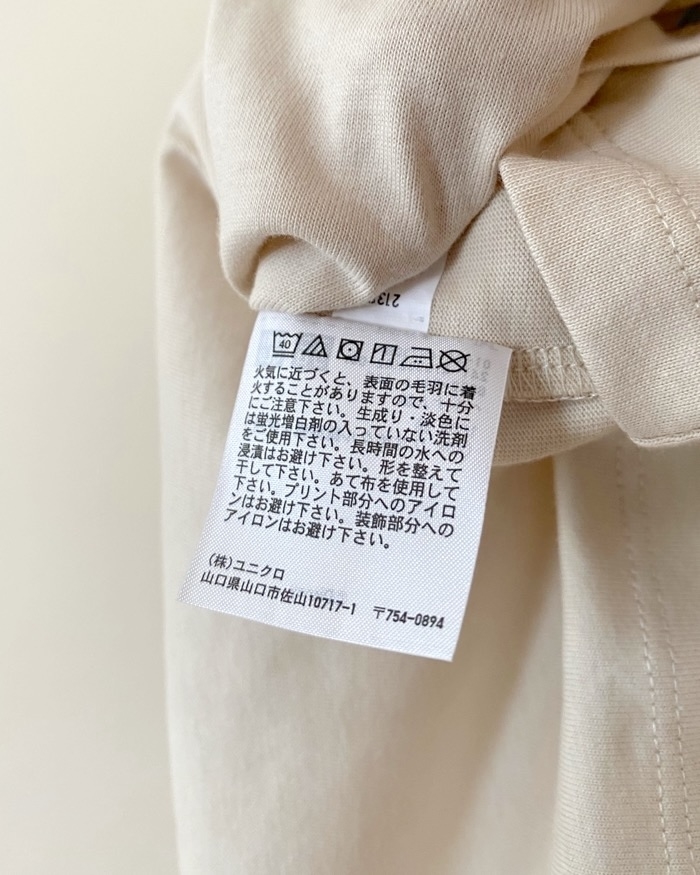 213
40
火気に近づくと、表面の毛羽に着
火することがありますので、十分
にご注意下さい。生成り・淡色に
は蛍光増白剤の入っていない洗剤
をご使用下さい。長時間の水への
浸漬はお避け下さい。形を整えて
干して下さい。あて布を使用して
下さい。プリント部分へのアイロ
ンはお避け下さい。装飾部分への
アイロンはお避け下さい。
(株)ユニクロ
山口県山口市佐山10717-1 〒754-0894